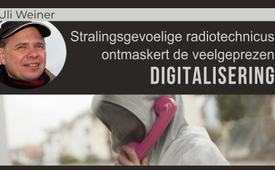 Uli Weiner
Stralingsgevoelige radiotechnicus
ontmaskert de veelgeprezen
DIGITALISERING